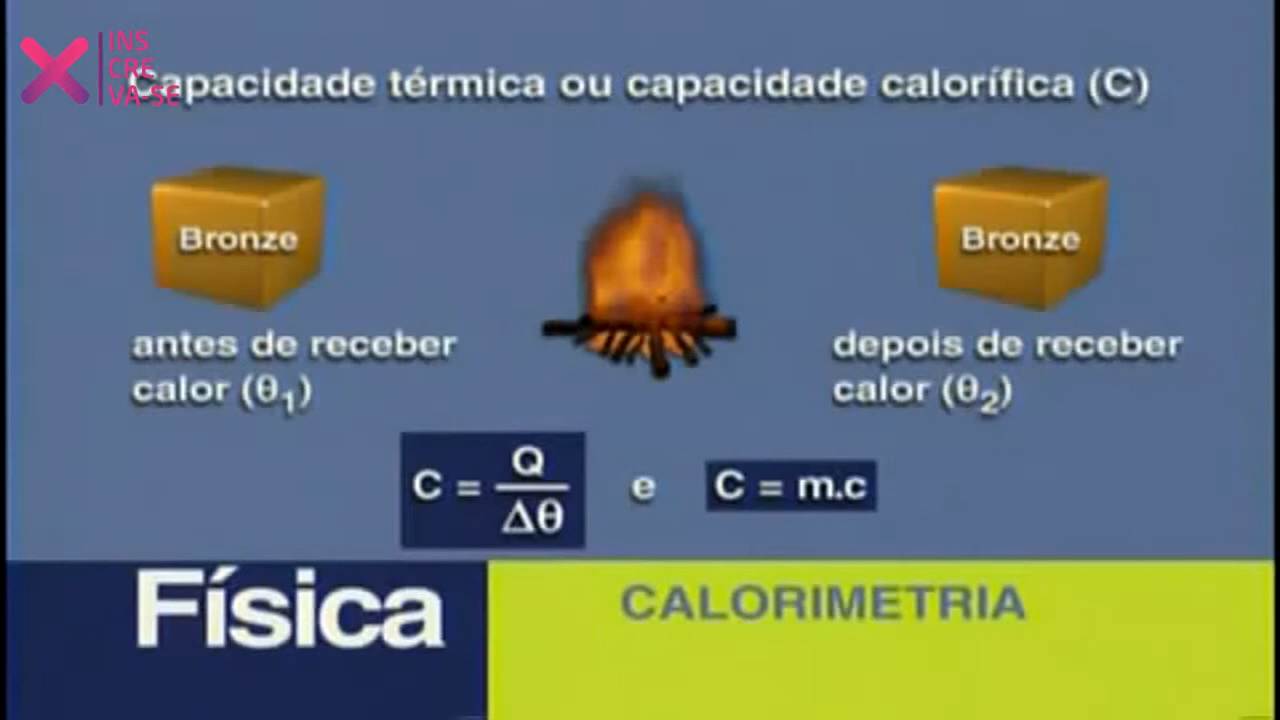 INS
CRE
VA-SE
Capacidade térmica ou capacidade calorífica (C)
Bronze
Bronze
antes de receber
calor (θ₁)
depois de receber
calor (θ₂)
C = Q/Δθ e C = m.c
Física
CALORIMETRIA